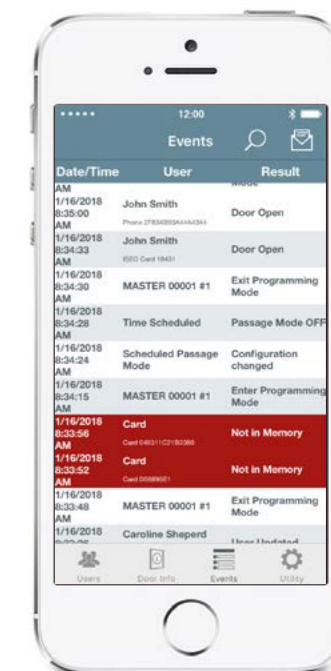 12:00
Events
Date/Time User Result
AM Mode
1/16/2018
8:35:00
AM
John Smith
Door Open
1/16/2018
8:34:33
AM
John Smith
ISEO Card 18431
Door Open
1/16/2018
8:34:30
AM
MASTER 00001 #1
Exit Programming
Mode
1/16/2018
8:34:28
AM
Time Scheduled
Passage Mode OFF
1/16/2018
8:34:24
AM
Scheduled Passage
Mode
Configuration
changed
1/16/2018
8:34:15
AM
MASTER 00001 #1
Enter Programming
Mode
1/16/2018
8:33:56
AM
Card
Not in Memory
1/16/2018
8:33:52
AM
Card
Not in Memory
1/16/2018
8:33:48
AM
MASTER 00001 #1
Exit Programming
Mode
1/16/2018
Caroline Sheperd
User Updated
Users Door Info Events Utility